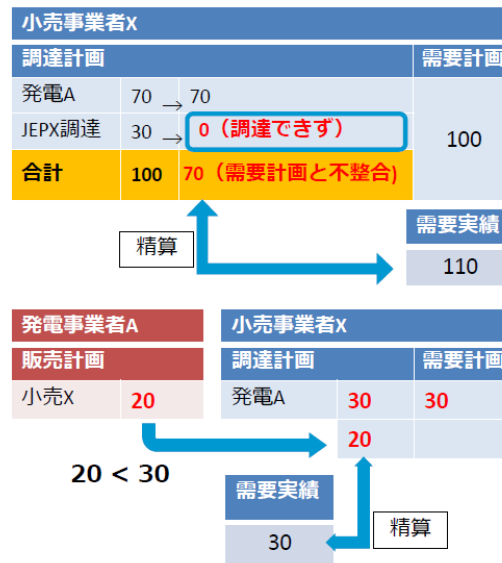 小売事業者X
調達計画 需要計画
発電A 70 → 70
JEPX調達 30 → 0（調達できず）
100
合計 100 70（需要計画と不整合)
需要実績
精算
110
発電事業者A 小売事業者X
販売計画 調達計画 需要計画
小売X 20 発電A 30 30
20
20 < 30
需要実績
精算
30